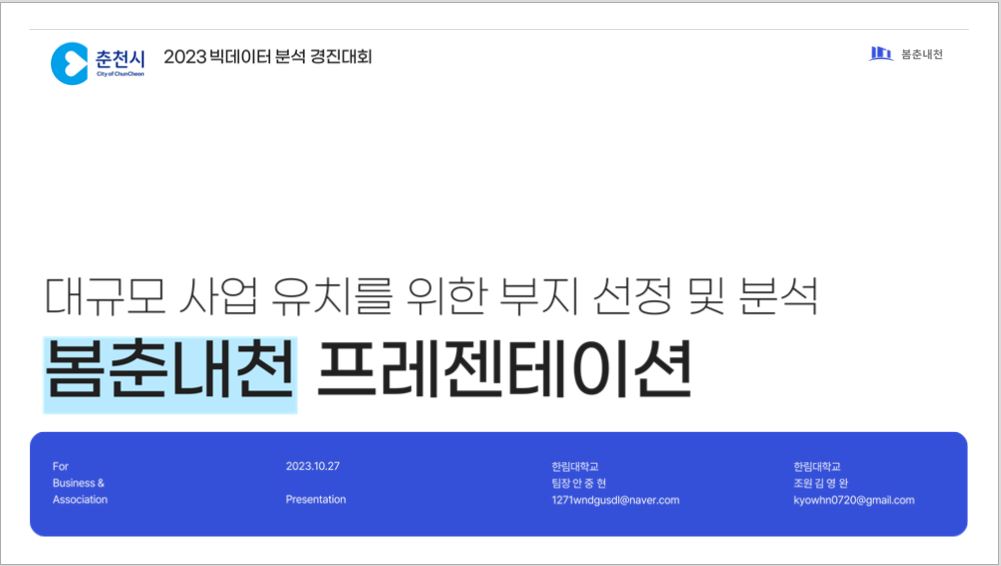 춘천시
City of ChunCheon
2023 빅데이터 분석 경진대회
봄춘내천
대규모 사업 유치를 위한 부지 선정 및 분석
봄춘내천 프레젠테이션
For
Business &
Association
2023.10.27
Presentation
한림대학교
팀장 안 중 현
1271wndgusdl@naver.com
한림대학교
조원 김 영 완
kyowhn0720@gmail.com